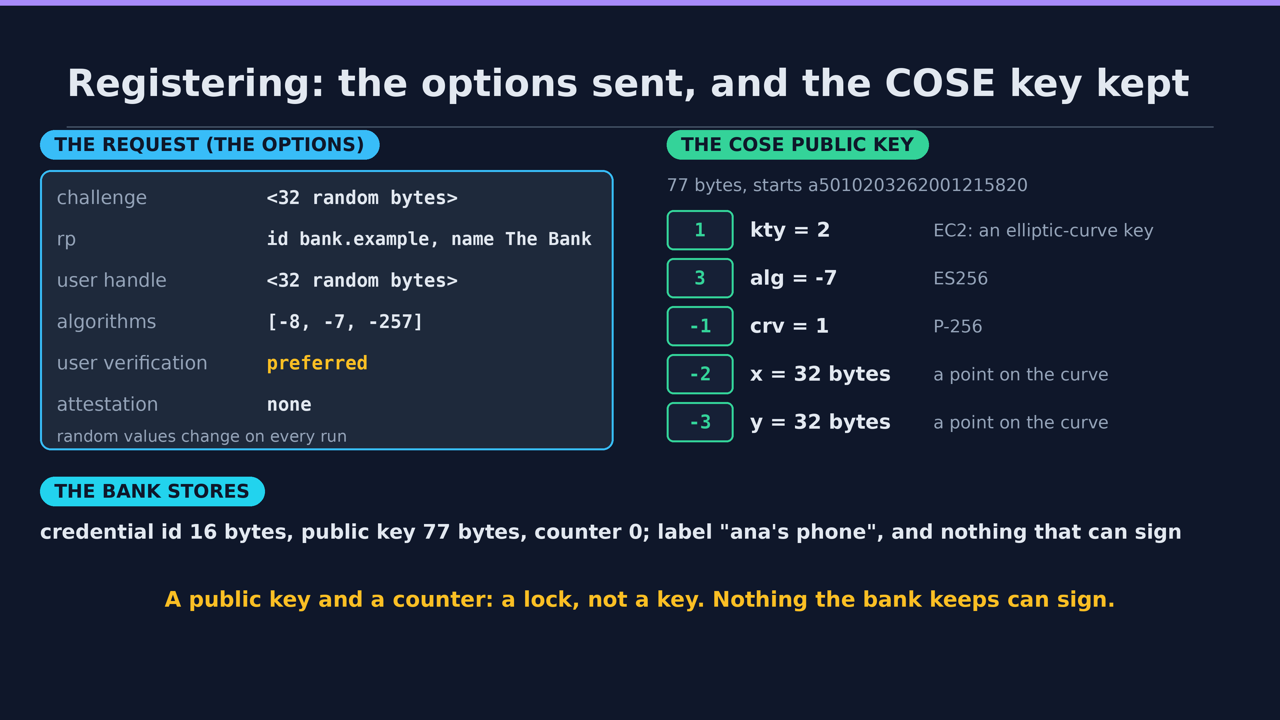 Registering: the options sent, and the COSE key kept
THE REQUEST (THE OPTIONS)
challenge <32 random bytes>
rp id bank.example, name The Bank
user handle <32 random bytes>
algorithms [-8, -7, -257]
user verification preferred
attestation none
random values change on every run
THE COSE PUBLIC KEY
77 bytes, starts a5010203262001215820
1 kty = 2 EC2: an elliptic-curve key
3 alg = -7 ES256
-1 crv = 1 P-256
-2 x = 32 bytes a point on the curve
-3 y = 32 bytes a point on the curve
THE BANK STORES
credential id 16 bytes, public key 77 bytes, counter 0; label "ana's phone", and nothing that can sign
A public key and a counter: a lock, not a key. Nothing the bank keeps can sign.